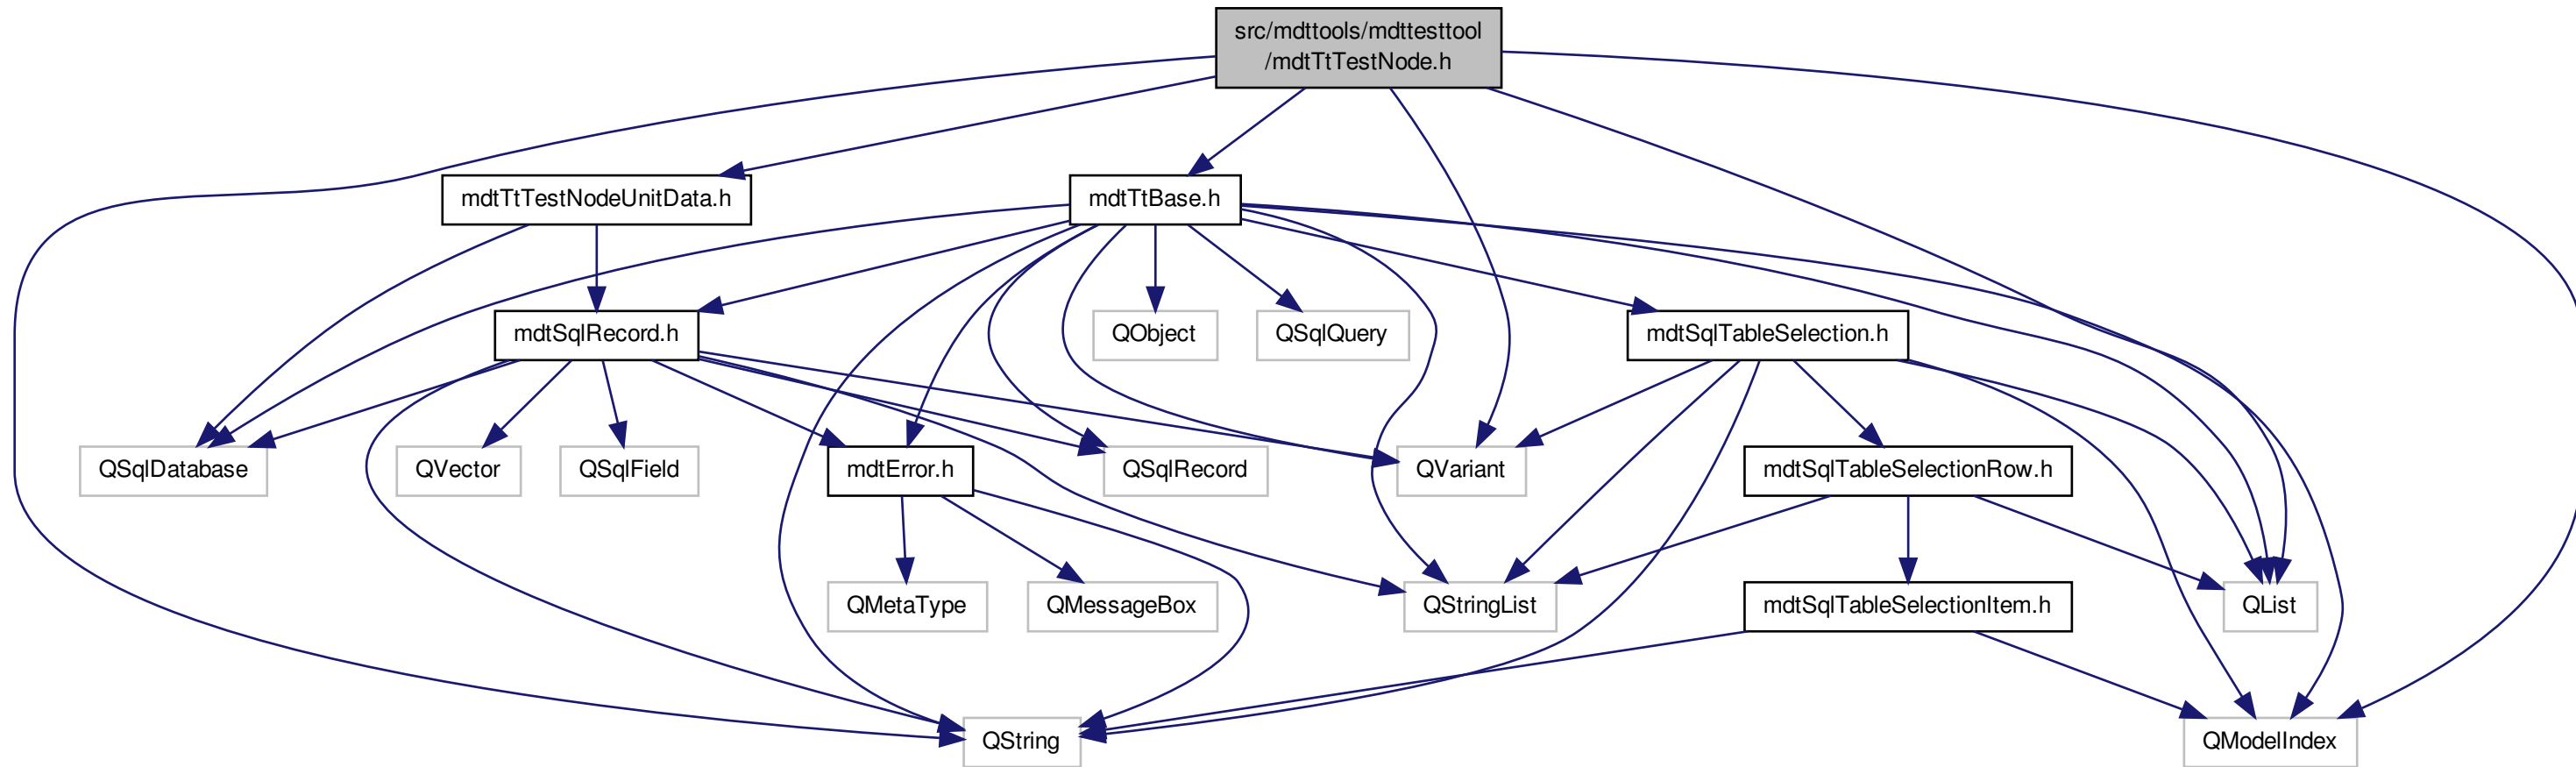 src/mdttools/mdttesttool
/mdtTtTestNode.h
mdtTtTestNodeUnitData.h
mdtTtBase.h
mdtSqlRecord.h
QObject
QSqlQuery
mdtSqlTableSelection.h
QSqlDatabase
QVector
QSqlField
mdtError.h
QSqlRecord
QVariant
mdtSqlTableSelectionRow.h
QMetaType
QMessageBox
QStringList
mdtSqlTableSelectionItem.h
QList
QString
QModelIndex